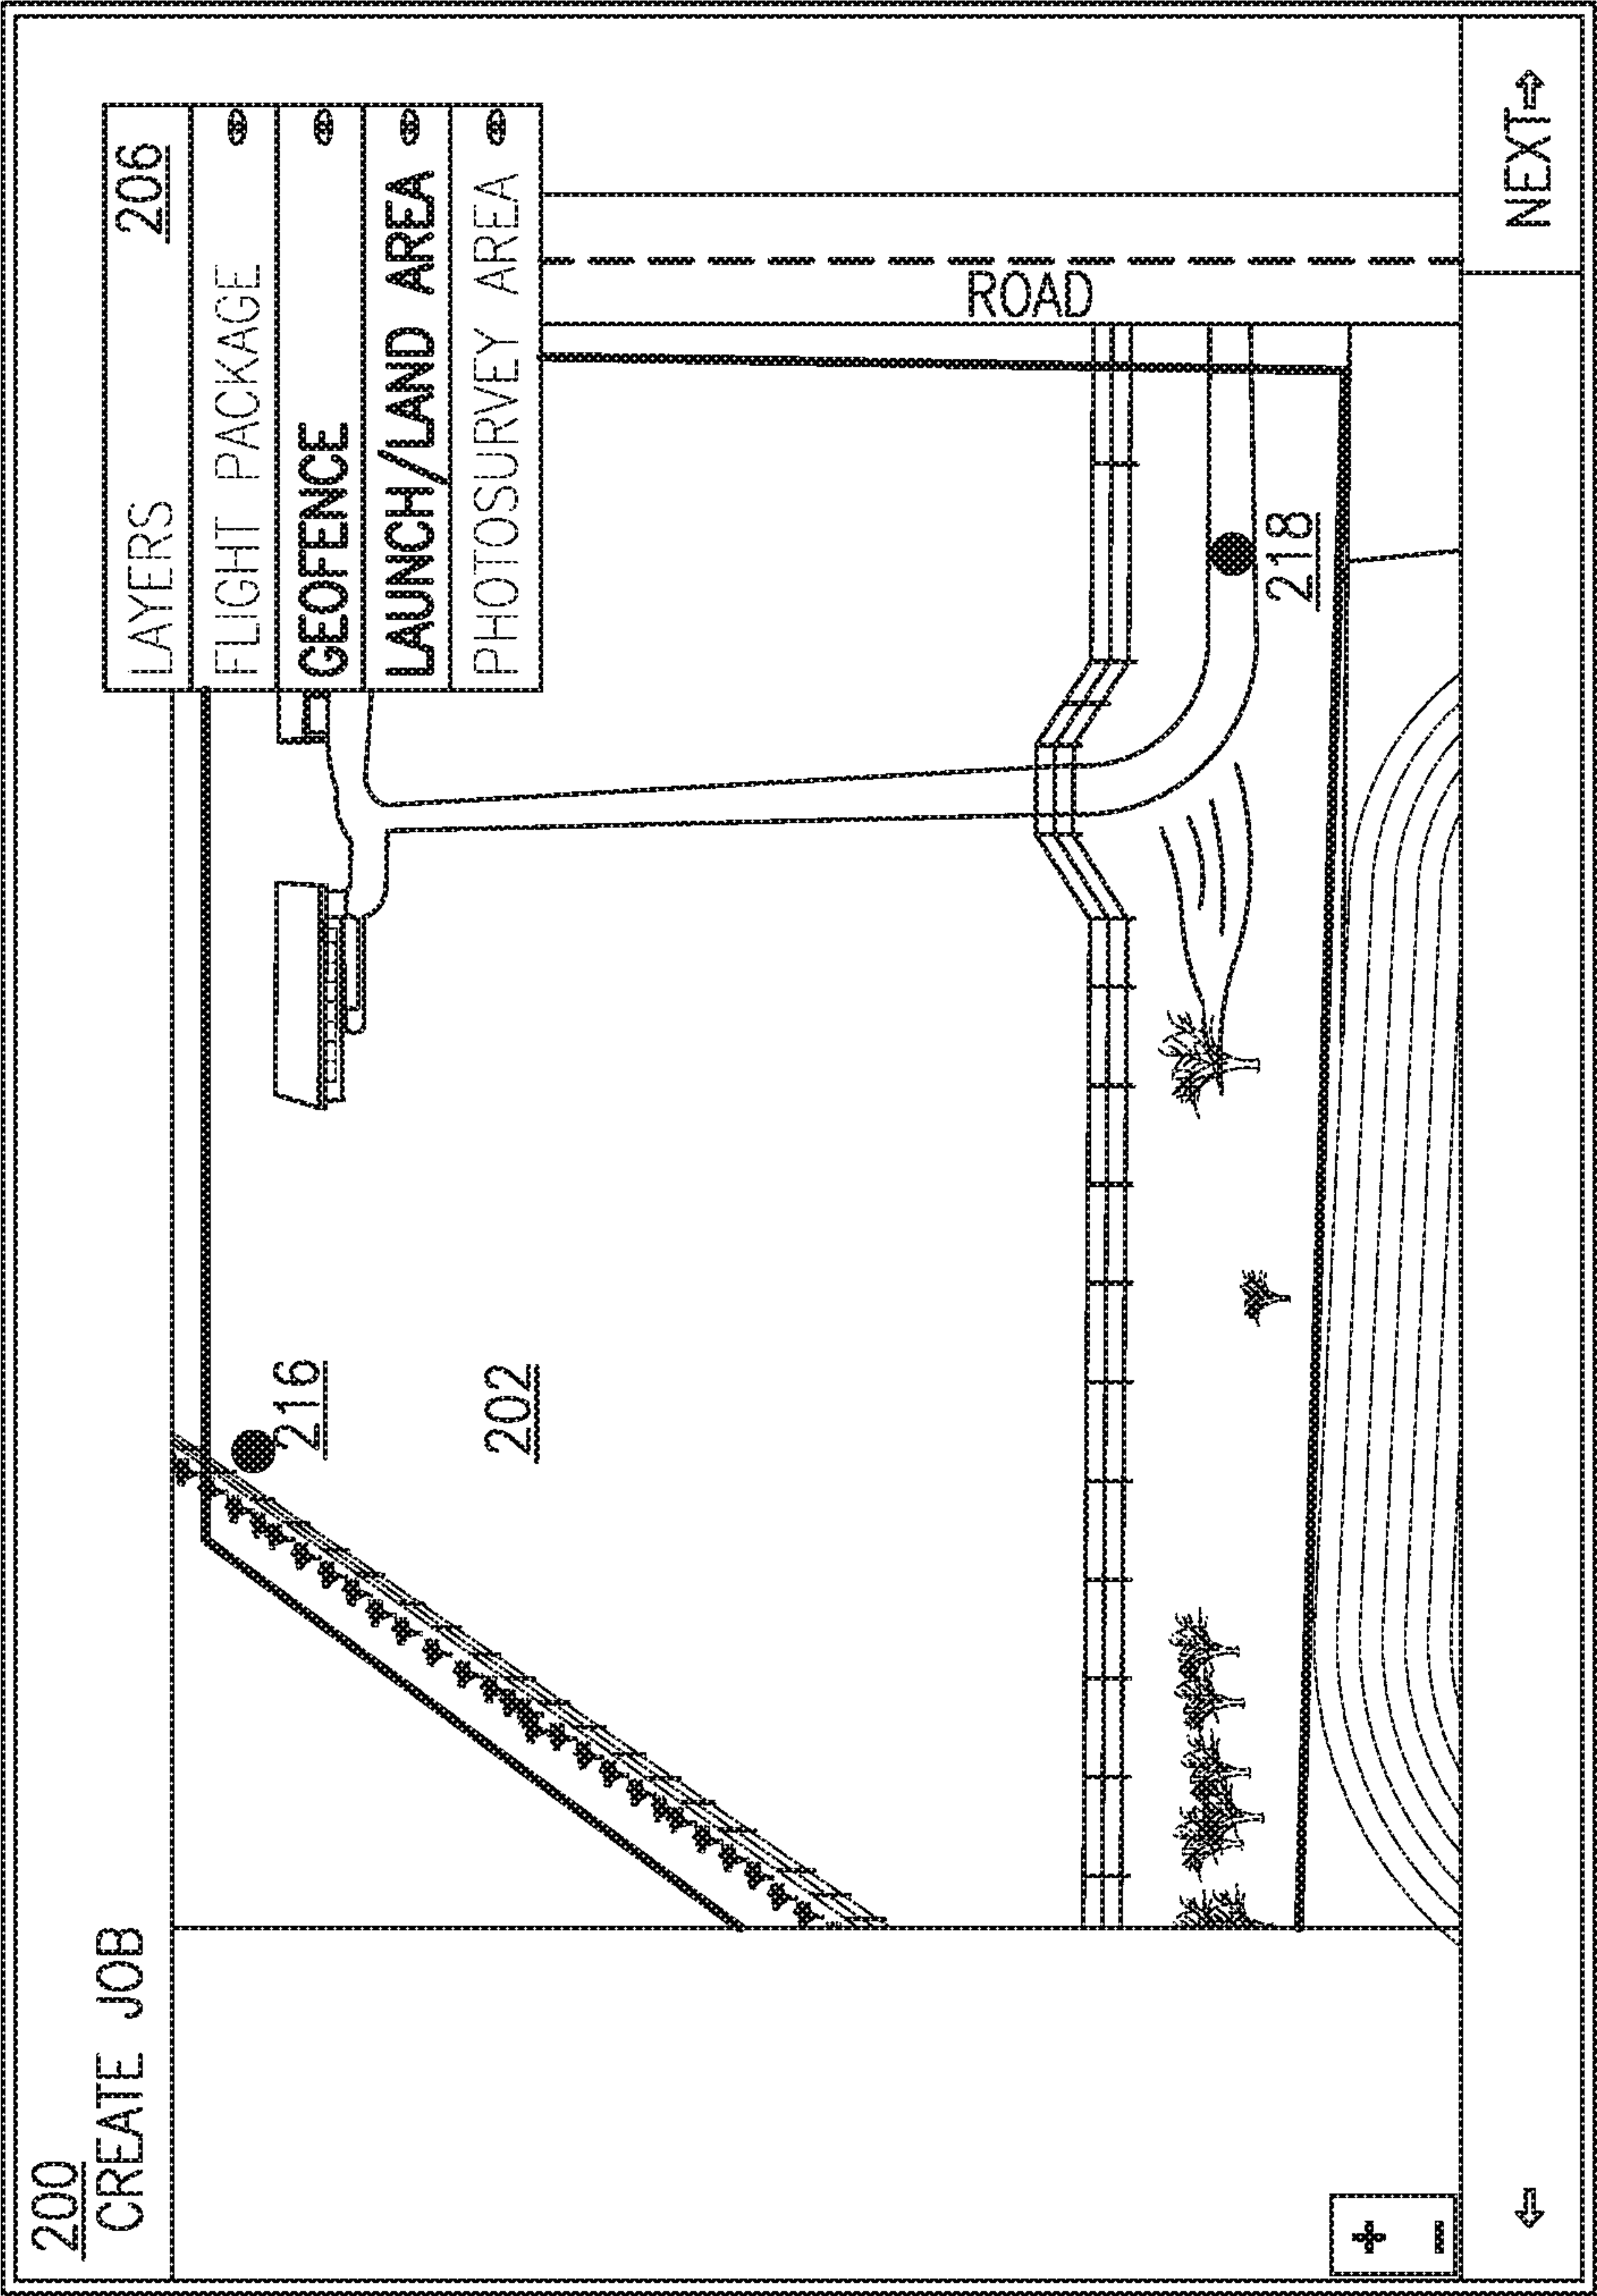 200
CREATE JOB
LAYERS 206
FLIGHT PACKAGE
GEOFENCE
LAUNCH/LAND AREA
PHOTOSURVEY AREA
216
202
ROAD
218
+
-
⇦
NEXT⇨